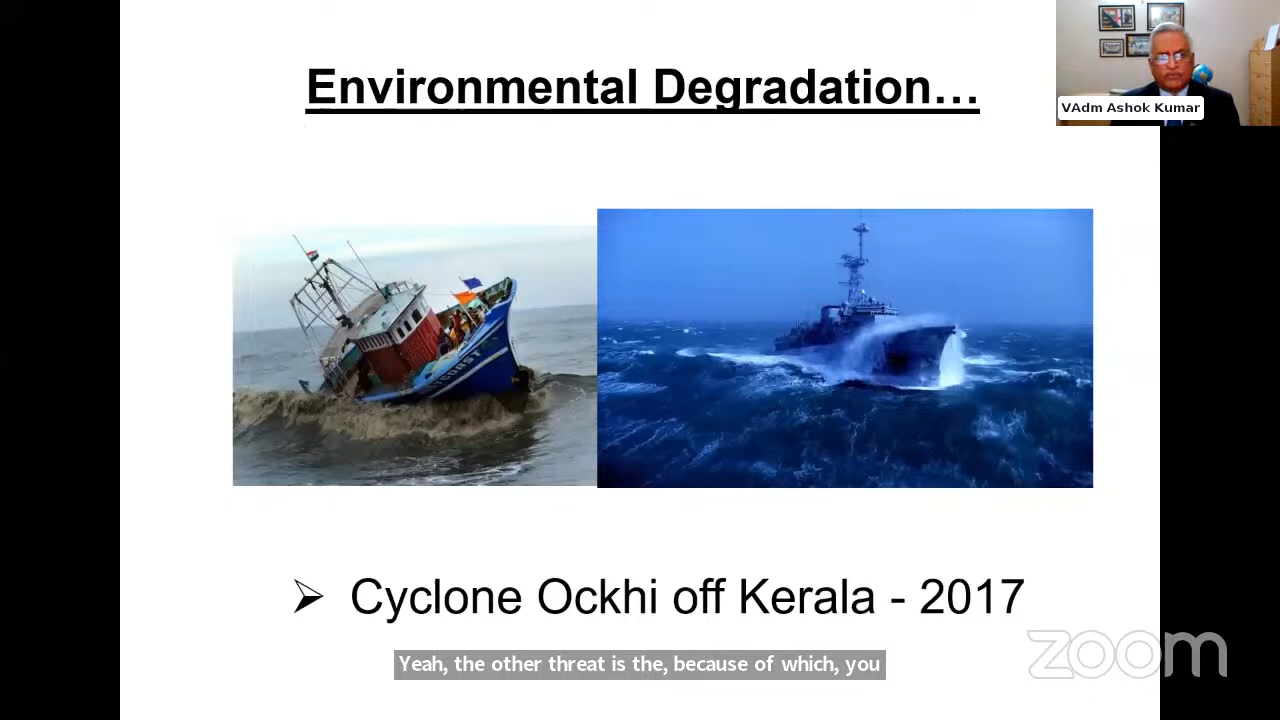 Environmental Degradation…
VAdm Ashok Kumar
➢ Cyclone Ockhi off Kerala - 2017
zoom
Yeah, the other threat is the, because of which, you